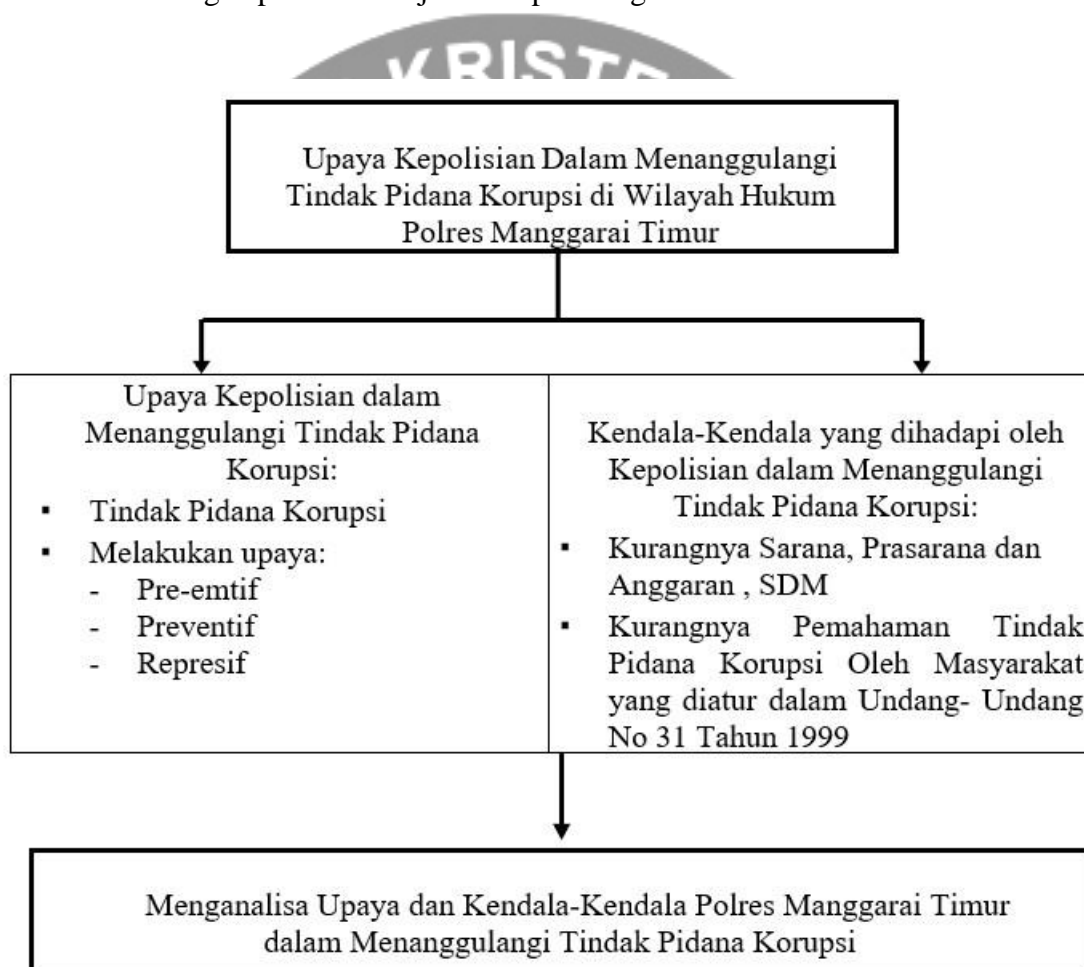 KRISTE
Upaya Kepolisian Dalam Menanggulangi
Tindak Pidana Korupsi di Wilayah Hukum
Polres Manggarai Timur
Upaya Kepolisian dalam
Menanggulangi Tindak Pidana
Korupsi:
▪ Tindak Pidana Korupsi
▪ Melakukan upaya:
- Pre-emtif
- Preventif
- Represif
Kendala-Kendala yang dihadapi oleh
Kepolisian dalam Menanggulangi
Tindak Pidana Korupsi:
▪ Kurangnya Sarana, Prasarana dan
Anggaran , SDM
▪ Kurangnya Pemahaman Tindak
Pidana Korupsi Oleh Masyarakat
yang diatur dalam Undang- Undang
No 31 Tahun 1999
Menganalisa Upaya dan Kendala-Kendala Polres Manggarai Timur
dalam Menanggulangi Tindak Pidana Korupsi